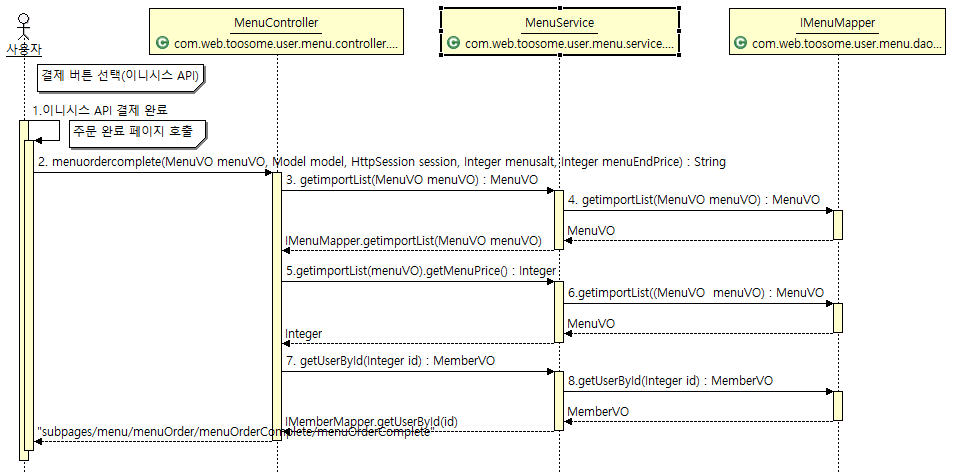 사용자
MenuController
com.web.toosome.user.menu.controller....
MenuService
com.web.toosome.user.menu.service....
IMenuMapper
com.web.toosome.user.menu.dao...
결제 버튼 선택(이니시스 API)
1.이니시스 API 결제 완료
주문 완료 페이지 호출
2. menuordercomplete(MenuVO menuVO, Model model, HttpSession session, Integer menusalt, Integer menuEndPrice) : String
3. getimportList(MenuVO menuVO) : MenuVO
4. getimportList(MenuVO menuVO) : MenuVO
MenuVO
IMenuMapper.getimportList(MenuVO menuVO)
5.getimportList(menuVO).getMenuPrice() : Integer
6.getimportList((MenuVO menuVO) : MenuVO
MenuVO
Integer
7. getUserById(Integer id) : MemberVO
8.getUserById(Integer id) : MemberVO
MemberVO
IMemberMapper.getUserById(id)
"subpages/menu/menuOrder/menuOrderComplete/menuOrderComplete"